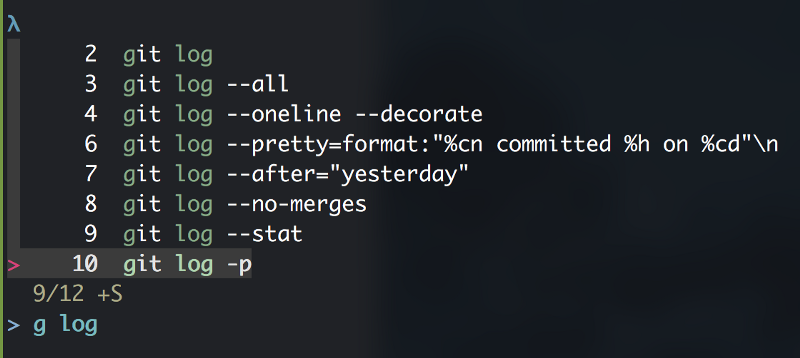 λ
2 git log
3 git log --all
4 git log --oneline --decorate
6 git log --pretty=format:"%cn committed %h on %cd"\n
7 git log --after="yesterday"
8 git log --no-merges
9 git log --stat
> 10 git log -p
9/12 +S
> g log